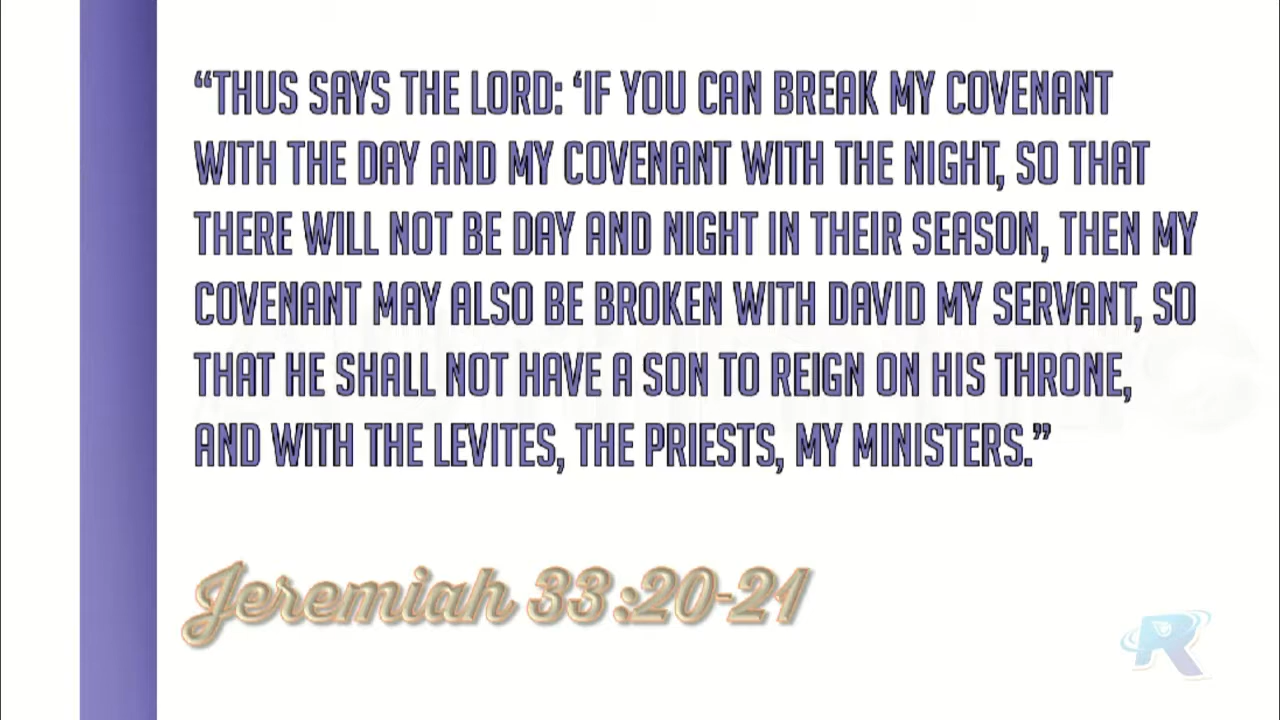 “THUS SAYS THE LORD: ‘IF YOU CAN BREAK MY COVENANT
WITH THE DAY AND MY COVENANT WITH THE NIGHT, SO THAT
THERE WILL NOT BE DAY AND NIGHT IN THEIR SEASON, THEN MY
COVENANT MAY ALSO BE BROKEN WITH DAVID MY SERVANT, SO
THAT HE SHALL NOT HAVE A SON TO REIGN ON HIS THRONE,
AND WITH THE LEVITES, THE PRIESTS, MY MINISTERS.”
Jeremiah 33:20-21
R